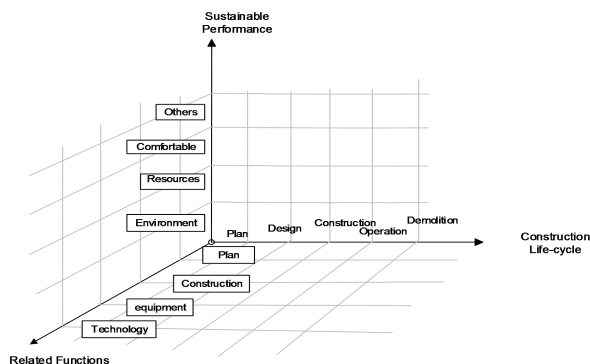 Sustainable
Performance
Others
Comfortable
Resources
Environment
Plan
Design
Construction
Operation
Demolition
Construction
Life-cycle
Plan
Construction
equipment
Technology
Related Functions